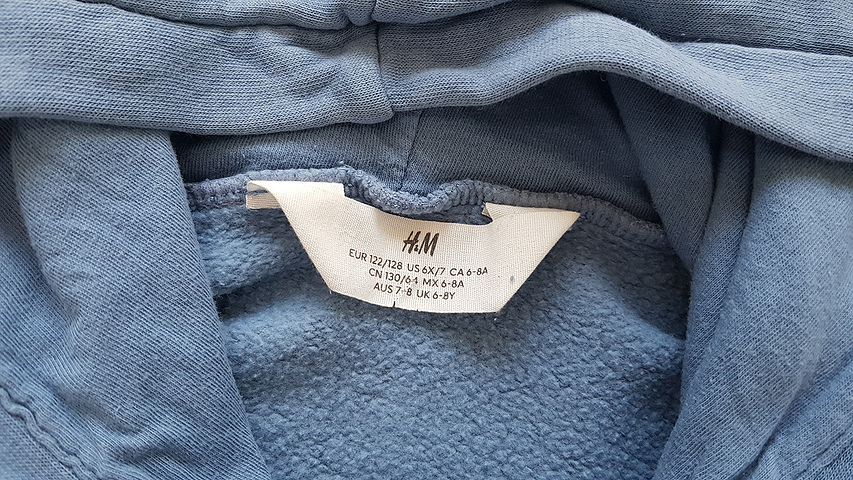 H&M
EUR 122/128 US 6X/7 CA 6-8A
CN 130/64 MX 6-8A
AUS 7-8 UK 6-8Y